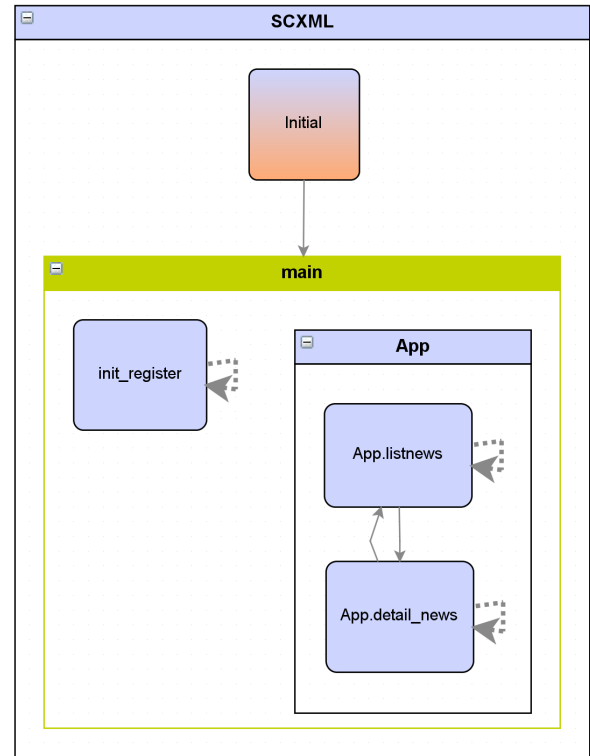 SCXML
Initial
main
init_register
App
App.listnews
App.detail_news